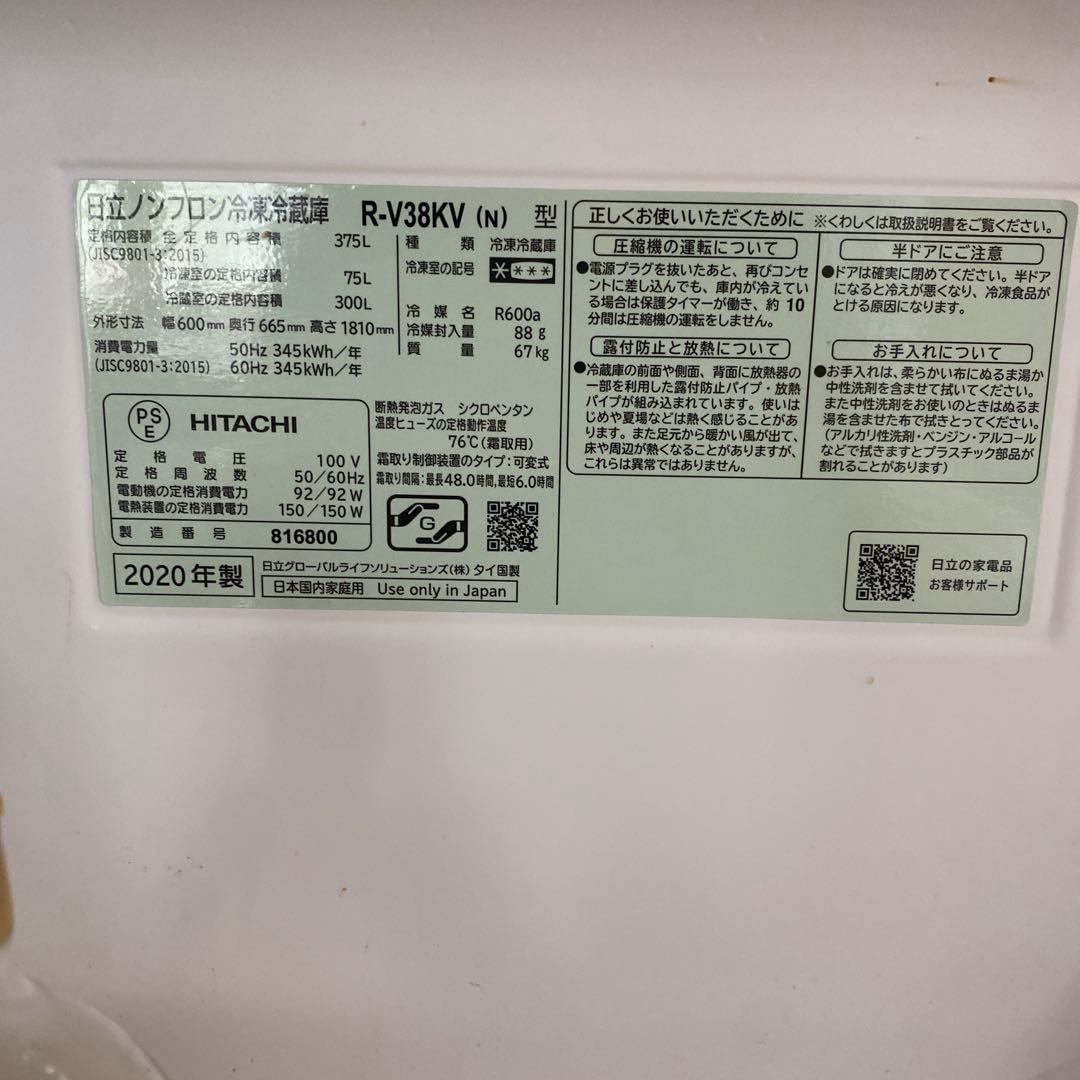 日立ノンフロン冷凍冷蔵庫 R-V38KV (N) 型
定格内容積 全定格内容積 375L
(JISC9801-3:2015)
冷凍室の定格内容積 75L
冷蔵室の定格内容積 300L
外形寸法 幅600mm 奥行665mm 高さ1810mm
消費電力量 50Hz 345kWh/年
(JISC9801-3:2015) 60Hz 345kWh/年
種類 冷凍冷蔵庫
冷凍室の記号 ****
冷媒名 R600a
冷媒封入量 88g
質量 67kg
PSE HITACHI
定格電圧 100V
定格周波数 50/60Hz
電動機の定格消費電力 92/92W
電熱装置の定格消費電力 150/150W
製造番号 816800
断熱発泡ガス シクロペンタン
温度ヒューズの定格動作温度
76℃(霜取用)
霜取り制御装置のタイプ:可変式
霜取り間隔:最長48.0時間,最短6.0時間
G
2020年製
日立グローバルライフソリューションズ(株) タイ国製
日本国内家庭用 Use only in Japan
正しくお使いいただくために ※くわしくは取扱説明書をご覧ください。
圧縮機の運転について
●電源プラグを抜いたあと、再びコンセ
ントに差し込んでも、庫内が冷えてい
る場合は保護タイマーが働き、約10
分間は圧縮機の運転をしません。
露付防止と放熱について
●冷蔵庫の前面や側面、背面に放熱器の
一部を利用した露付防止パイプ・放熱
パイプが組み込まれています。使いは
じめや夏場などは熱く感じることがあ
ります。また足元から暖かい風が出て、
床や周辺が熱くなることがありますが、
これらは異常ではありません。
半ドアにご注意
●ドアは確実に閉めてください。半ドア
になると冷えが悪くなり、冷凍食品が
とける原因になります。
お手入れについて
●お手入れは、柔らかい布にぬるま湯か
中性洗剤を含ませて拭いてください。
また中性洗剤をお使いのときはぬるま
湯を含ませた布で拭きとってください。
(アルカリ性洗剤・ベンジン・アルコール
などで拭きますとプラスチック部品が
割れることがあります)
日立の家電品
お客様サポート